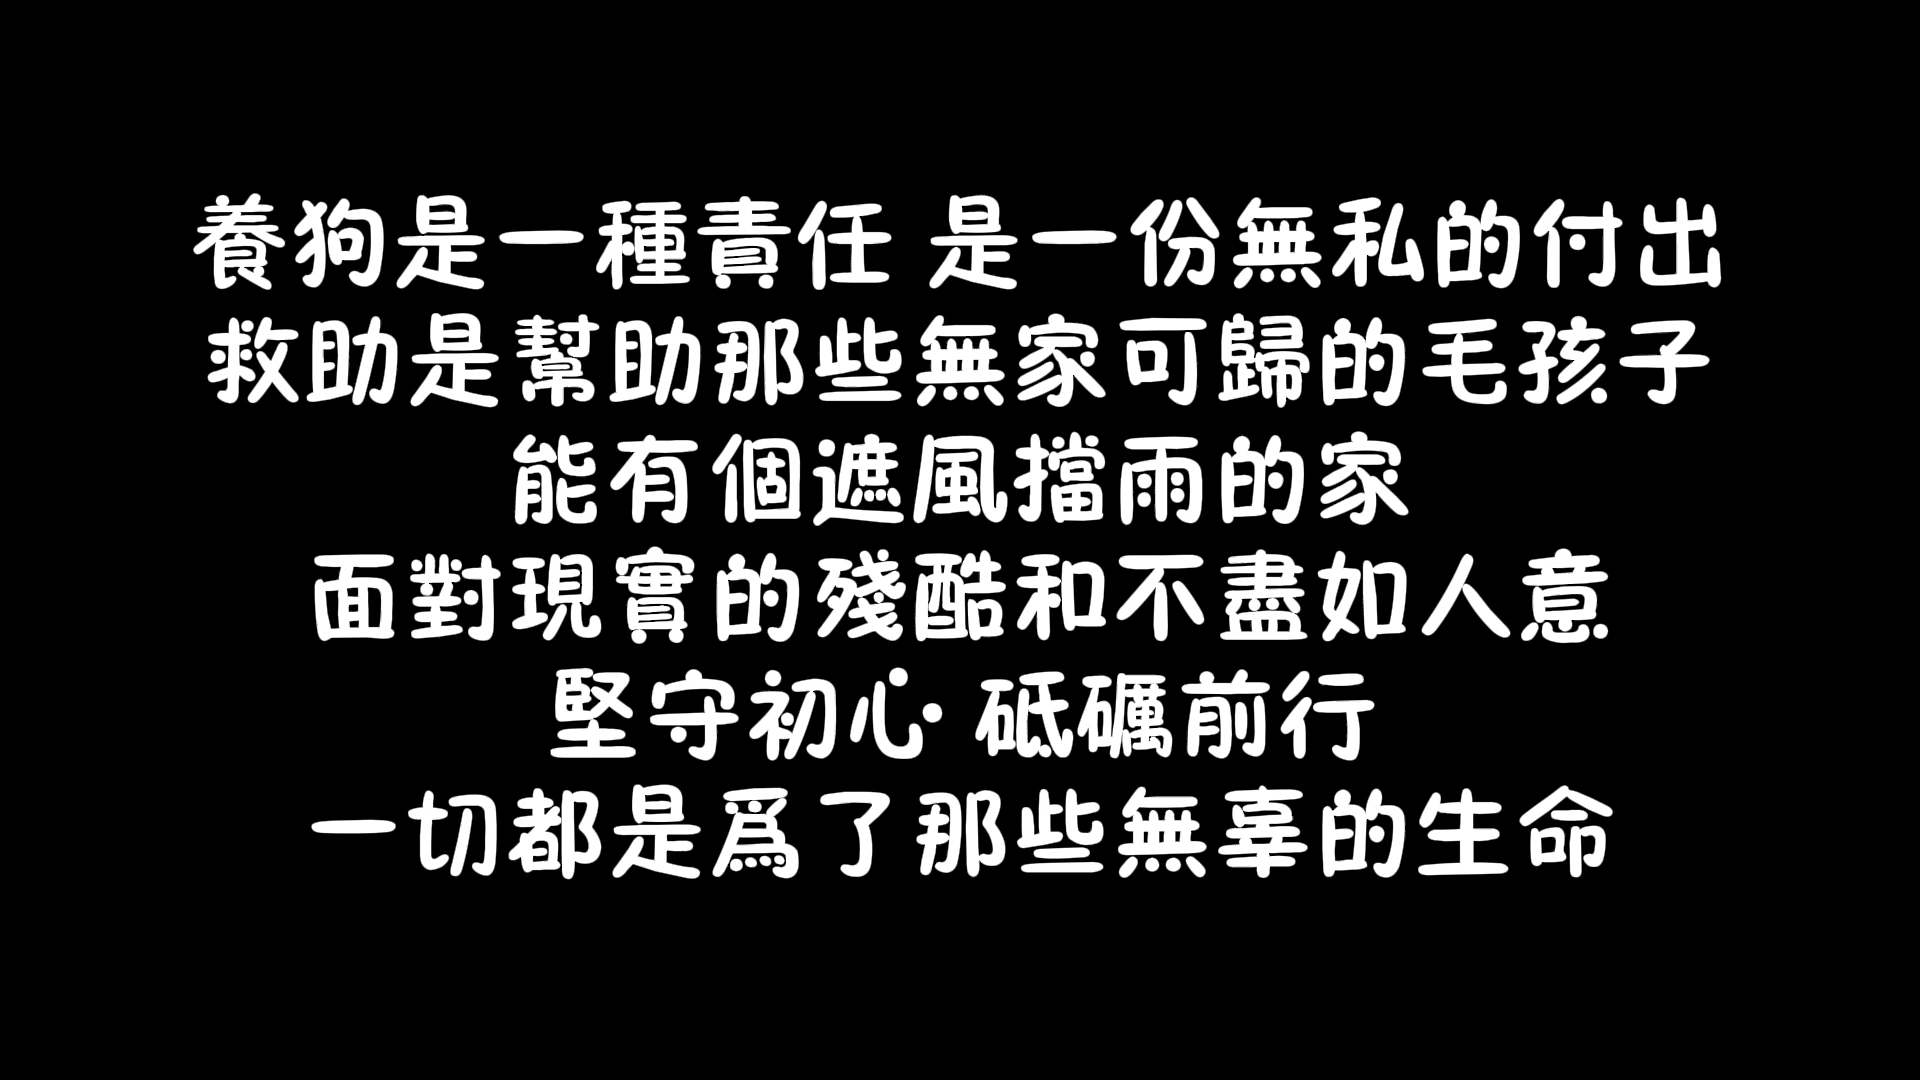 養狗是一種責任 是一份無私的付出
救助是幫助那些無家可歸的毛孩子
能有個遮風擋雨的家
面對現實的殘酷和不盡如人意
堅守初心 砥礪前行
一切都是爲了那些無辜的生命